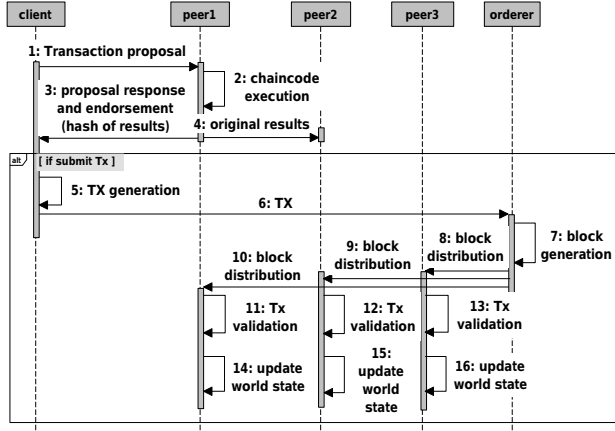 client
peer1
peer2
peer3
orderer
1: Transaction proposal
2: chaincode
execution
3: proposal response
and endorsement
(hash of results)
4: original results
alt
[ if submit Tx ]
5: TX generation
6: TX
7: block
generation
8: block
distribution
9: block
distribution
10: block
distribution
11: Tx
validation
12: Tx
validation
13: Tx
validation
14: update
world state
15:
update
world
state
16: update
world state